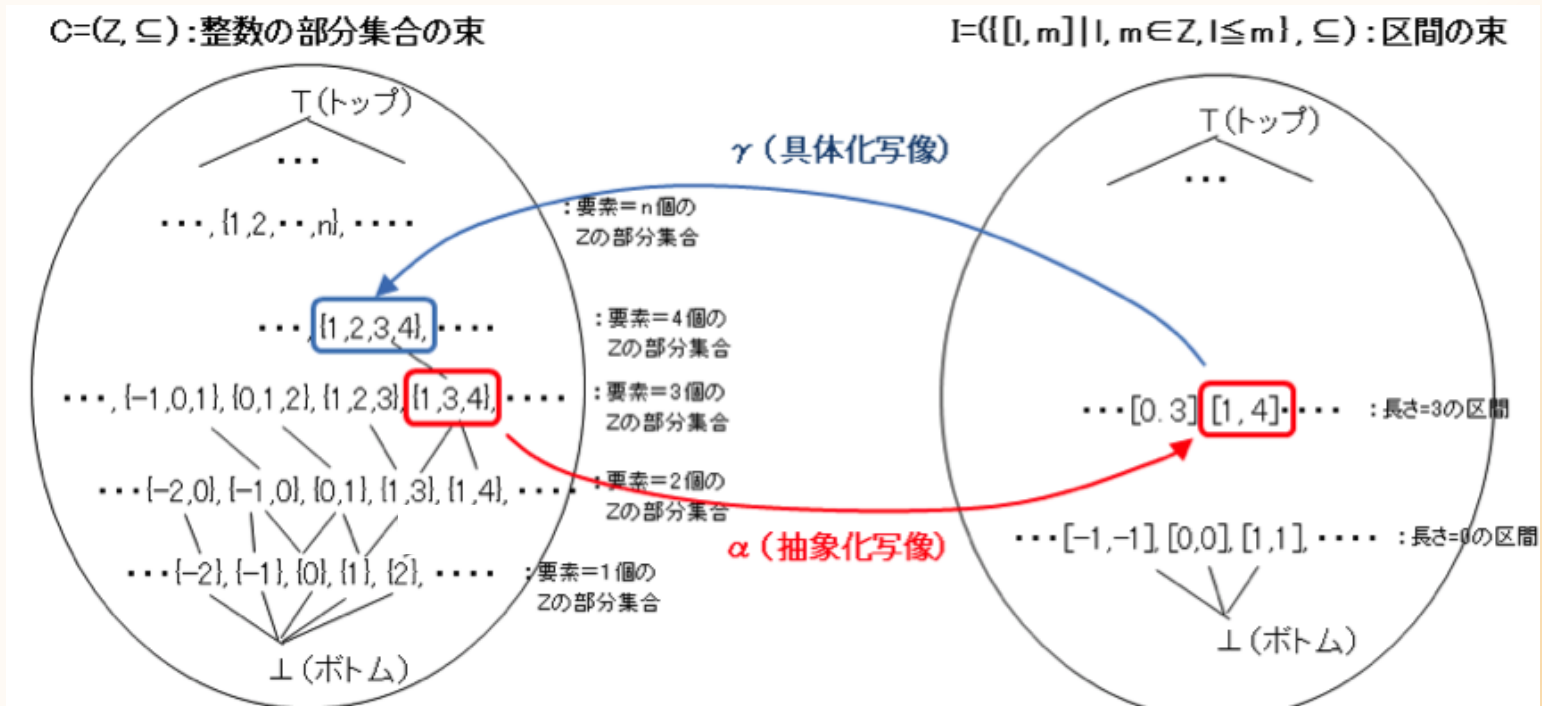 C=(Z, ⊆):整数の部分集合の束
I=({[l, m]|l, m∈Z, l≦m}, ⊆):区間の束
⊤(トップ)
・・・
・・・, {1,2,・・,n}, ・・・・
:要素=n個の
Zの部分集合
・・・, {1,2,3,4}, ・・・・
:要素=4個の
Zの部分集合
・・・, {-1,0,1}, {0,1,2}, {1,2,3}, {1,3,4}, ・・・・
:要素=3個の
Zの部分集合
・・・{-2,0}, {-1,0}, {0,1}, {1,3}, {1,4}, ・・・・
:要素=2個の
Zの部分集合
・・・{-2}, {-1}, {0}, {1}, {2}, ・・・・
:要素=1個の
Zの部分集合
⊥(ボトム)
γ(具体化写像)
α(抽象化写像)
⊤(トップ)
・・・
・・・[0. 3] [1, 4]・・・・
:長さ=3の区間
・・・[-1,-1], [0,0], [1,1], ・・・・
:長さ=0の区間
⊥(ボトム)